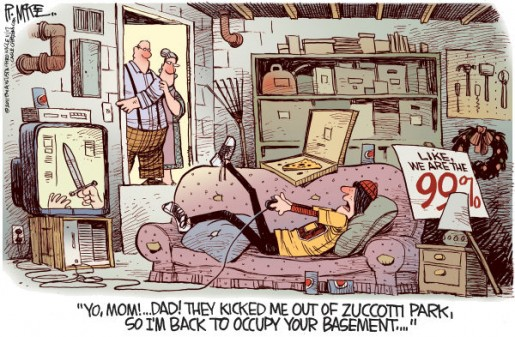 RICK McKEE
LIKE,
WE ARE THE
99%
"YO, MOM!...DAD! THEY KICKED ME OUT OF ZUCCOTTI PARK,
SO I'M BACK TO OCCUPY YOUR BASEMENT...."